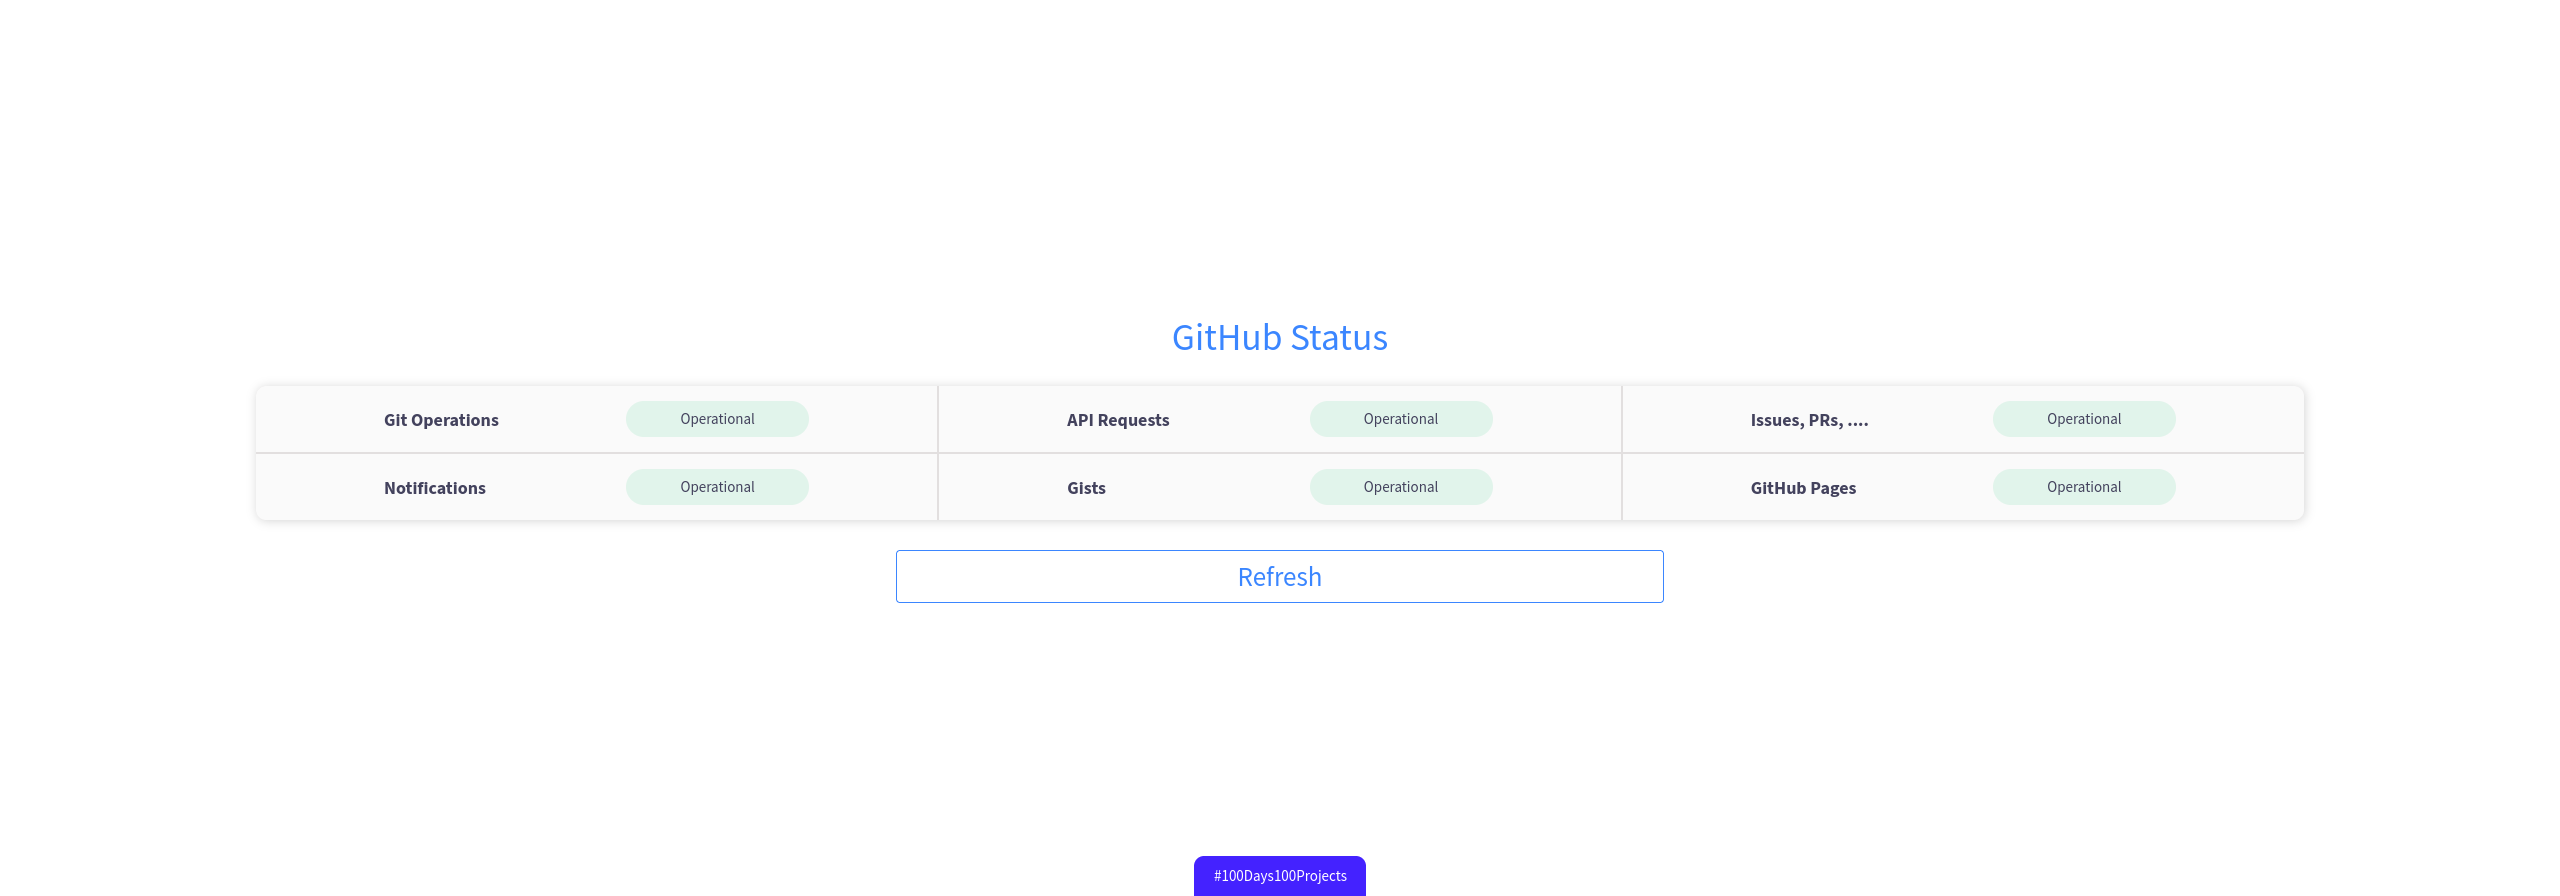 GitHub Status
Git Operations Operational API Requests Operational Issues, PRs, .... Operational
Notifications Operational Gists Operational GitHub Pages Operational
Refresh
#100Days100Projects